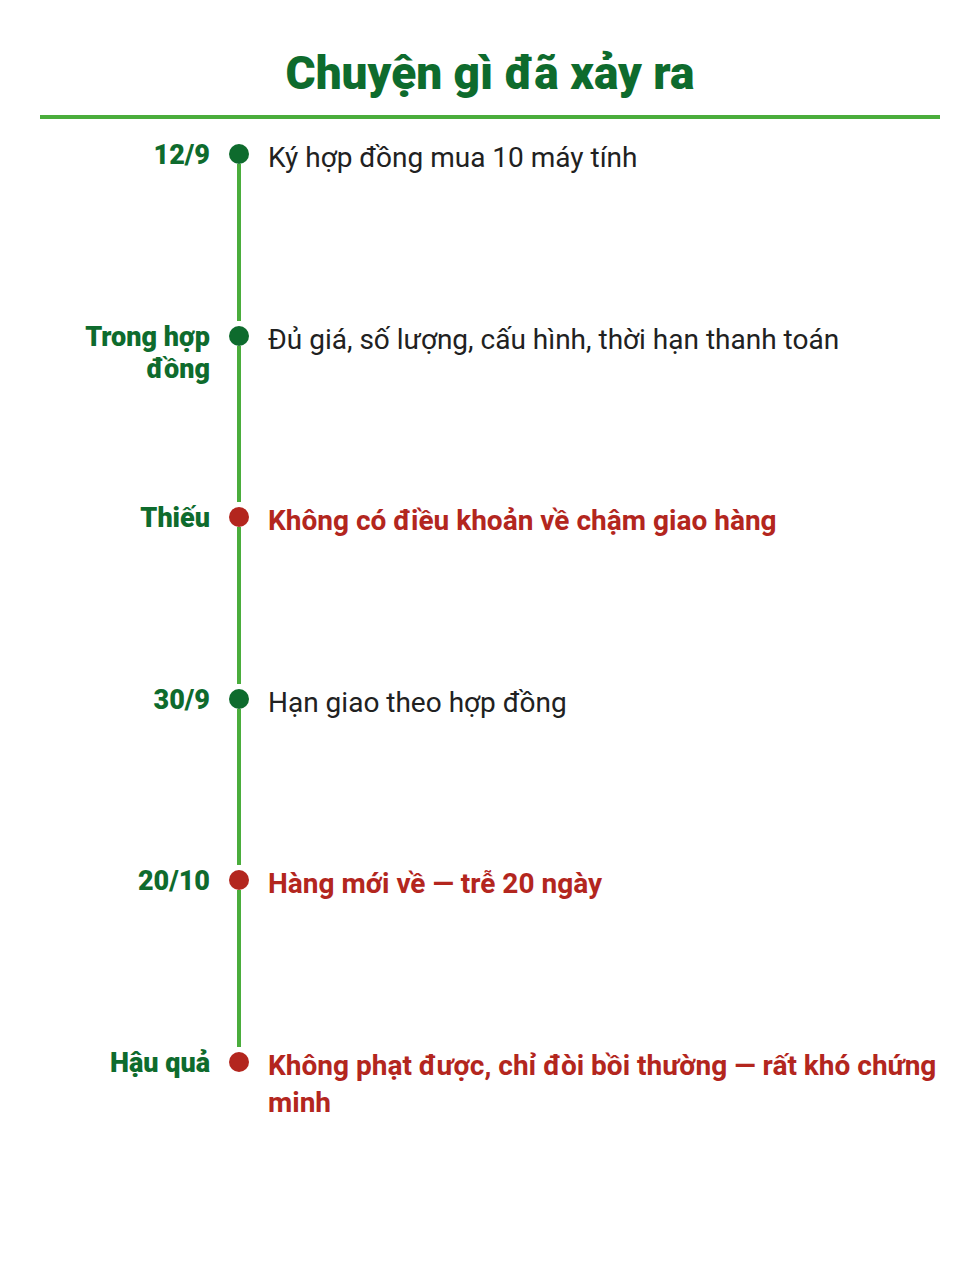 Chuyện gì đã xảy ra
12/9
Ký hợp đồng mua 10 máy tính
Trong hợp
đồng
Đủ giá, số lượng, cấu hình, thời hạn thanh toán
Thiếu
Không có điều khoản về chậm giao hàng
30/9
Hạn giao theo hợp đồng
20/10
Hàng mới về — trễ 20 ngày
Hậu quả
Không phạt được, chỉ đòi bồi thường — rất khó chứng
minh